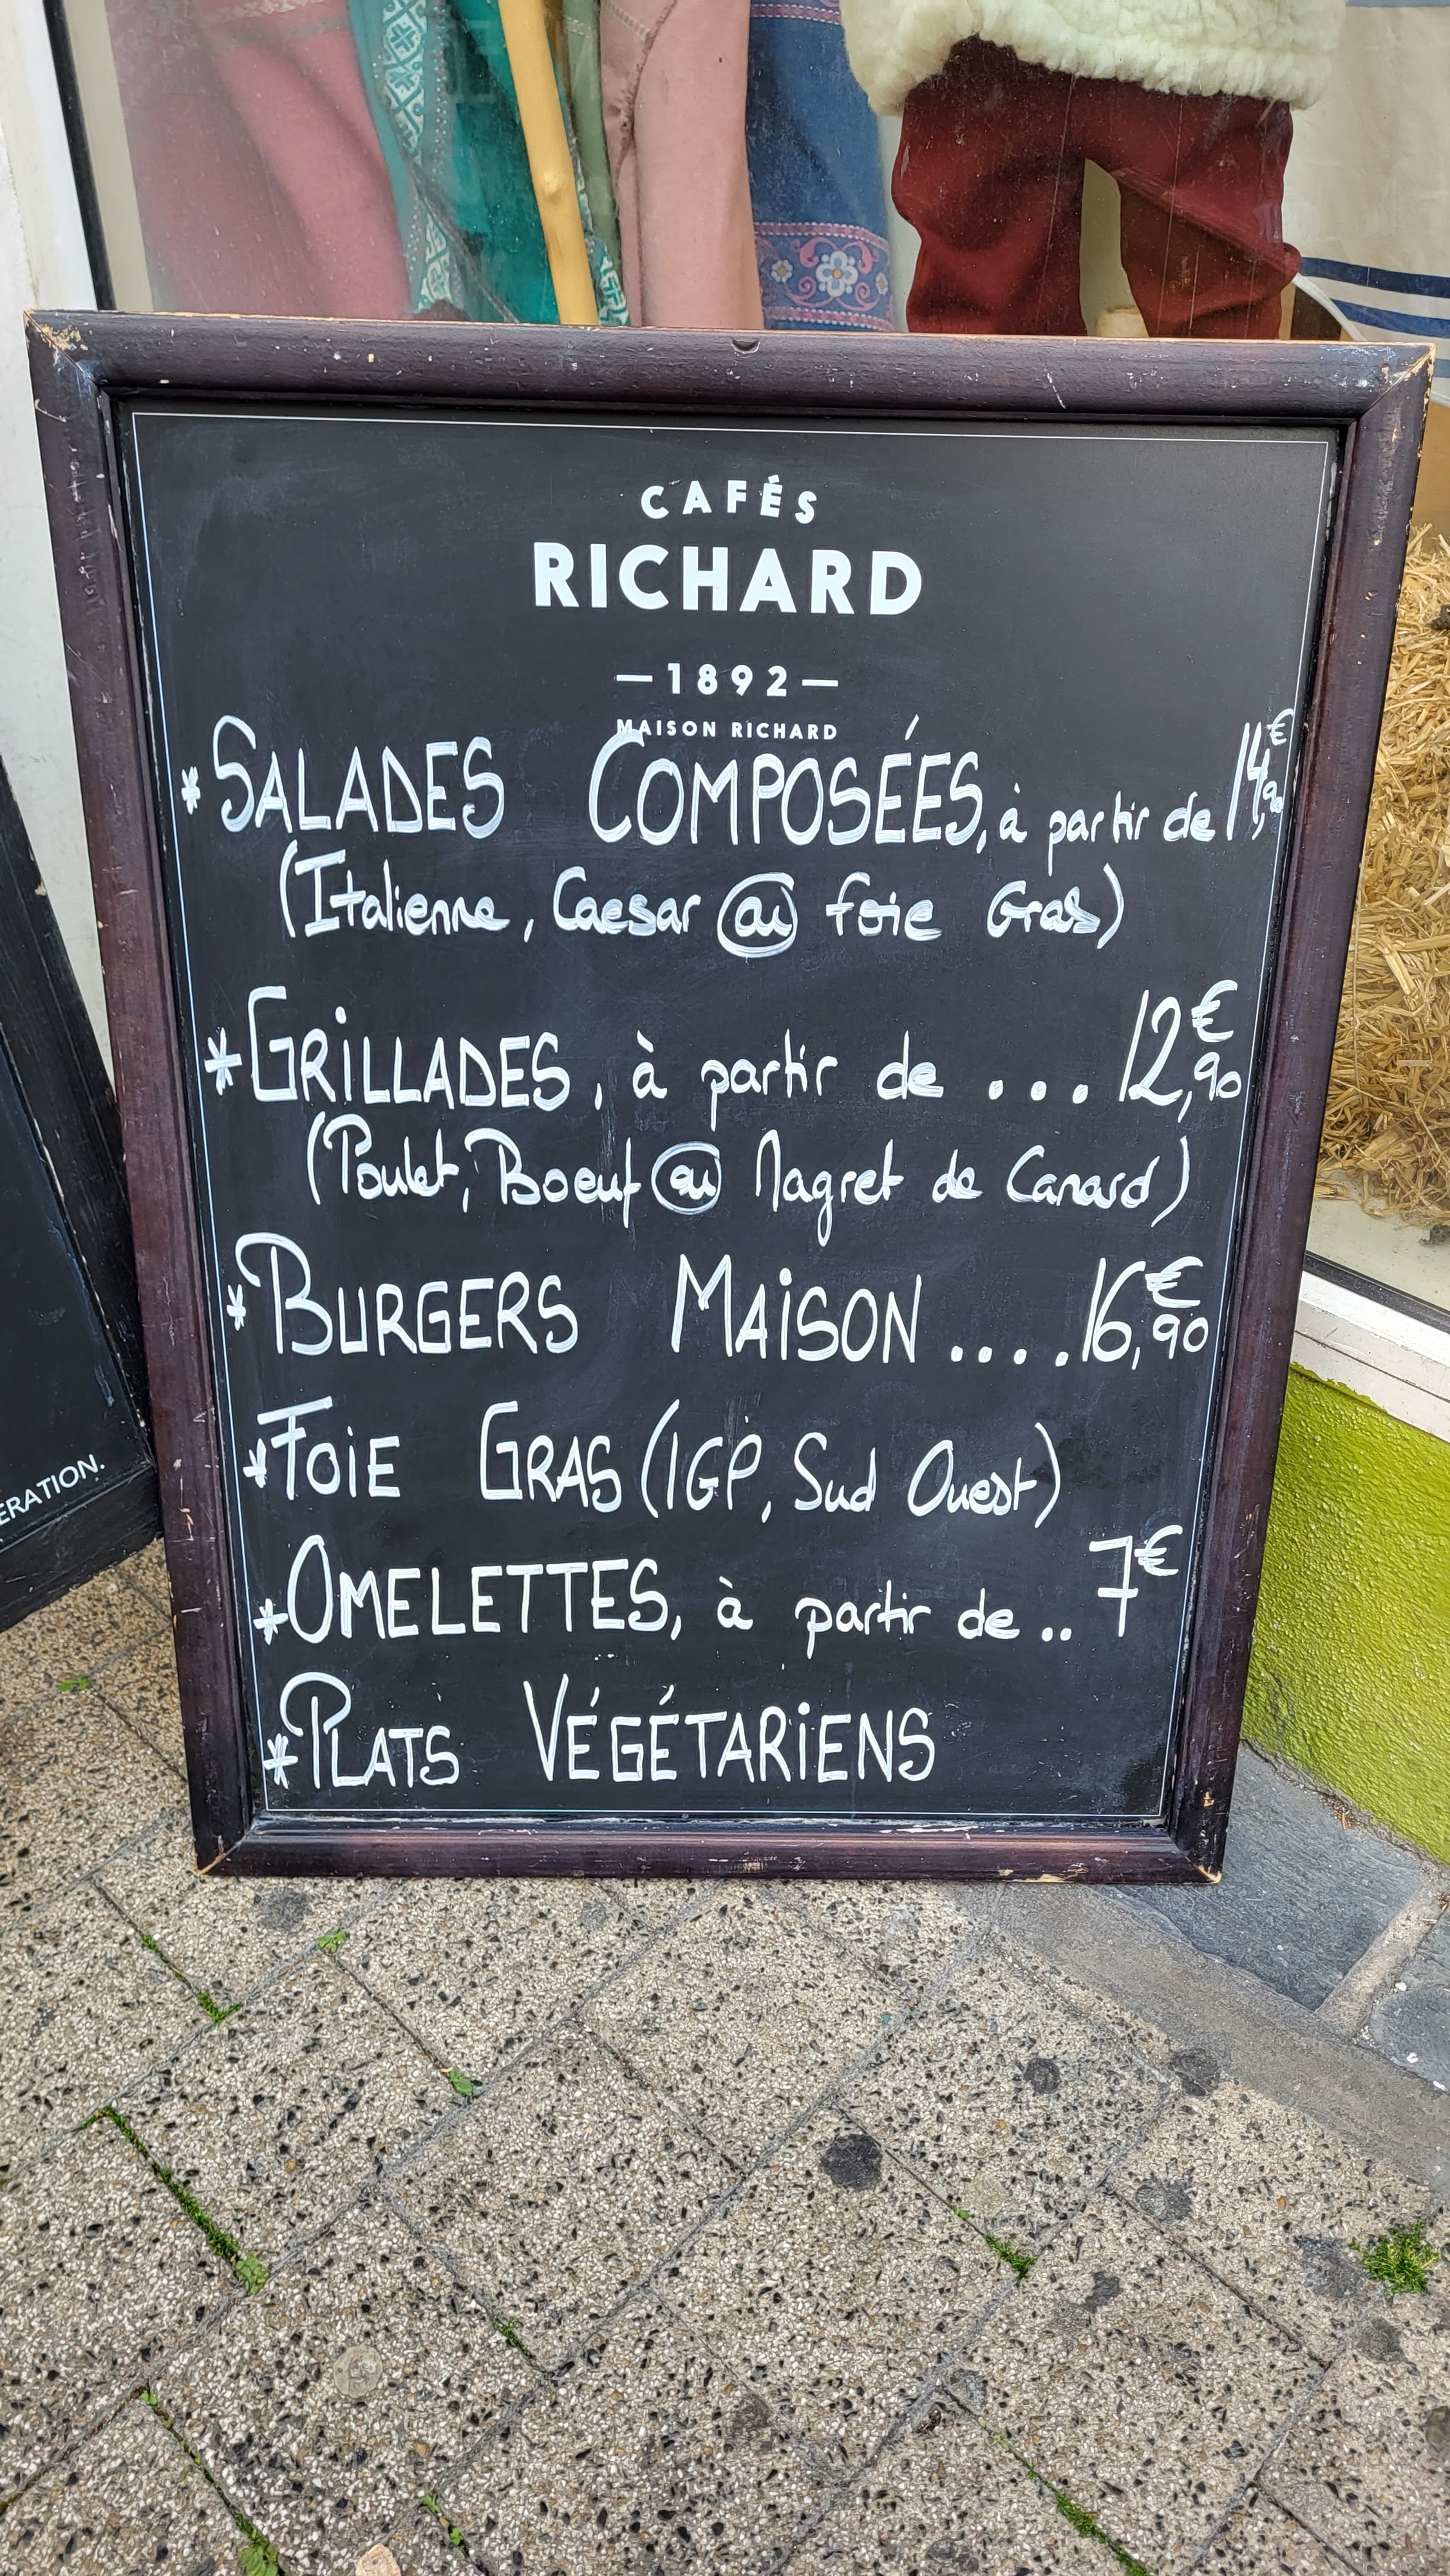 CAFÉS
RICHARD
—1892—
MAISON RICHARD
*SALADES COMPOSÉES, à partir de 14,90€
(Italienne, Caesar ou foie Gras)
*GRILLADES, à partir de ... 12,90€
(Poulet, Boeuf ou Magret de Canard)
*BURGERS MAISON .... 16,90€
*FOIE GRAS (IGP, Sud Ouest)
*OMELETTES, à partir de .. 7€
*PLATS VÉGÉTARIENS